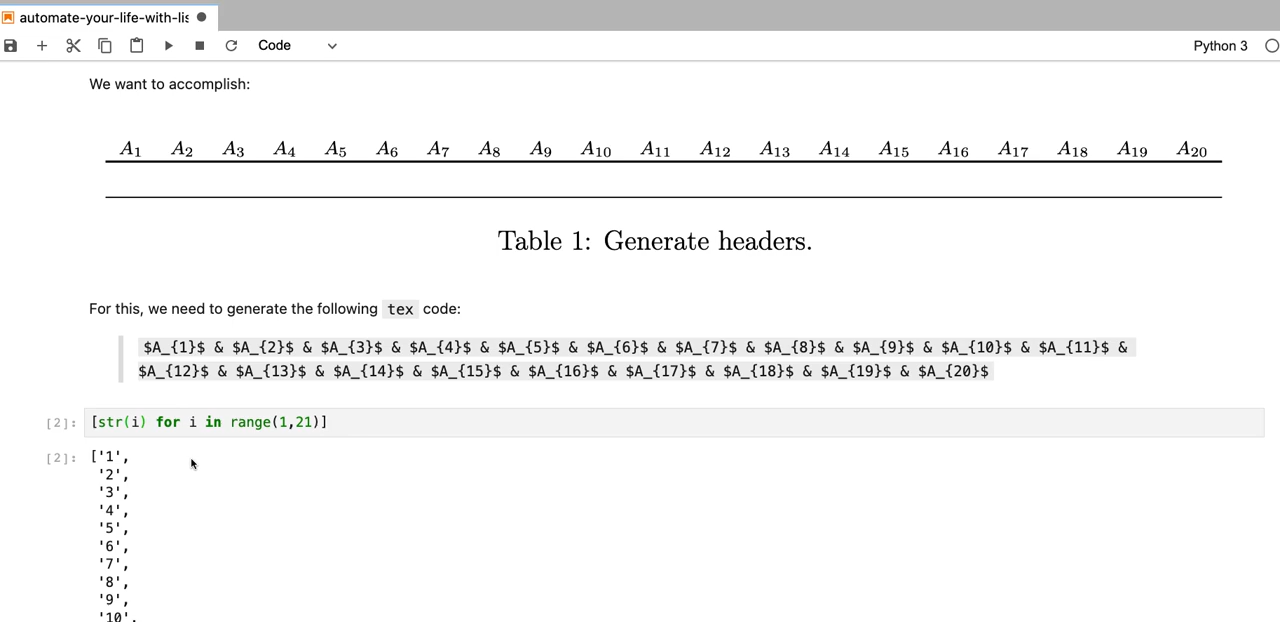 automate-your-life-with-lis
Code
Python 3
We want to accomplish:
A₁ A₂ A₃ A₄ A₅ A₆ A₇ A₈ A₉ A₁₀ A₁₁ A₁₂ A₁₃ A₁₄ A₁₅ A₁₆ A₁₇ A₁₈ A₁₉ A₂₀
Table 1: Generate headers.
For this, we need to generate the following tex code:
$A_{1}$ & $A_{2}$ & $A_{3}$ & $A_{4}$ & $A_{5}$ & $A_{6}$ & $A_{7}$ & $A_{8}$ & $A_{9}$ & $A_{10}$ & $A_{11}$ &
$A_{12}$ & $A_{13}$ & $A_{14}$ & $A_{15}$ & $A_{16}$ & $A_{17}$ & $A_{18}$ & $A_{19}$ & $A_{20}$
[2]: [str(i) for i in range(1,21)]
[2]: ['1',
'2',
'3',
'4',
'5',
'6',
'7',
'8',
'9',
'10',